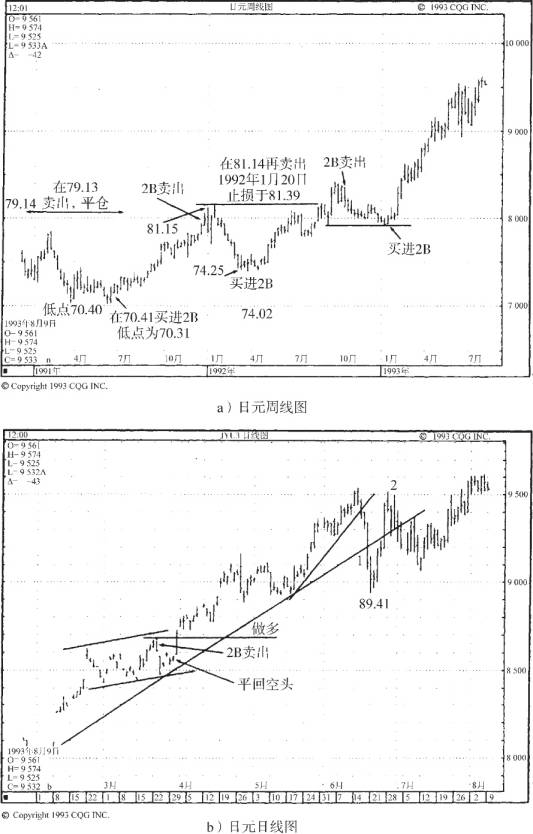 12:01 日元周线图 © 1993 CQG INC.
O= 9 561
H= 9 574
L= 9 525
L= 9 533A
Δ= -42
10 000
9 000
8 000
7 000
79.14
在79.13
卖出，平仓
2B卖出
81.15
在81.14再卖出
1992年1月20日
止损于81.39
2B卖出
买进2B
74.25
买进2B
74.02
低点70.40
在70.41买进2B
低点为70.31
1993年8月9日
O= 9 561
H= 9 574
L= 9 525
C= 9 533 n
4月 7月 10月 1月 4月 7月 10月 1月 4月 7月
1991年 1992年 1993年
© Copyright 1993 CQG INC.
a）日元周线图
12:00 JYU3 日线图 © 1993 CQG INC.
O= 9 561
H= 9 574
L= 9 525
L= 9 532A
Δ= -43
9 500
9 000
8 500
8 000
2
1
89.41
做多
2B卖出
平回空头
1993年8月9日
O= 9 561
H= 9 574
L= 9 525
C= 9 532 b
3月 4月 5月 6月 7月 8月
1 8 15 22 1 8 15 22 29 5 12 19 26 3 10 17 24 1 7 14 21 28 5 12 19 26 2 9
© Copyright 1993 CQG INC.
b）日元日线图